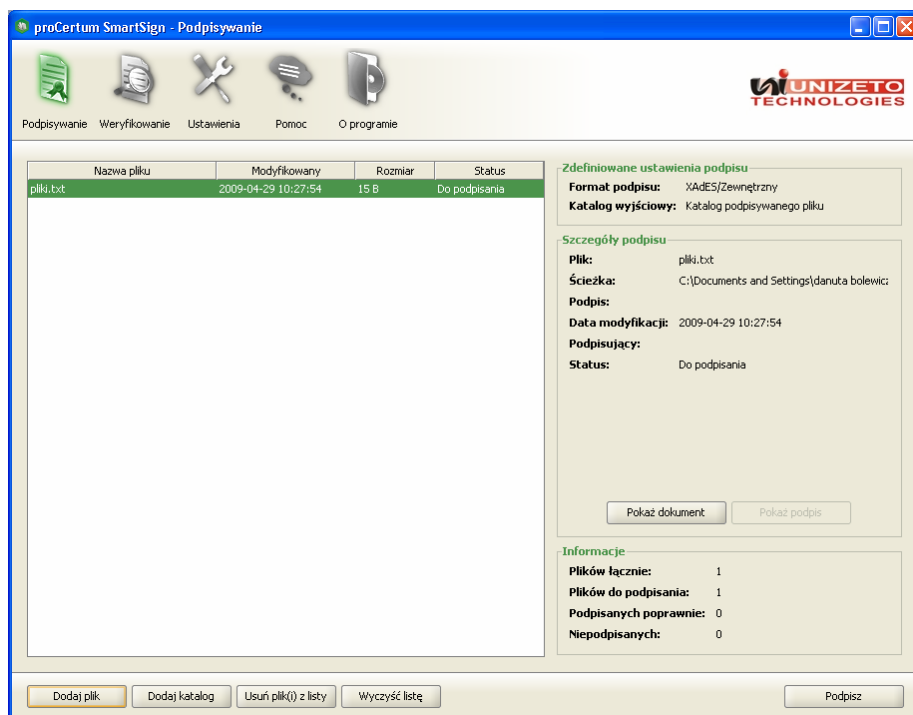 proCertum SmartSign - Podpisywanie
Podpisywanie Weryfikowanie Ustawienia Pomoc O programie
UNIZETO
TECHNOLOGIES
Nazwa pliku Modyfikowany Rozmiar Status
pliki.txt 2009-04-29 10:27:54 15 B Do podpisania
Zdefiniowane ustawienia podpisu
Format podpisu: XAdES/Zewnętrzny
Katalog wyjściowy: Katalog podpisywanego pliku
Szczegóły podpisu
Plik: pliki.txt
Ścieżka: C:\Documents and Settings\danuta bolewicz
Podpis:
Data modyfikacji: 2009-04-29 10:27:54
Podpisujący:
Status: Do podpisania
Pokaż dokument Pokaż podpis
Informacje
Plików łącznie: 1
Plików do podpisania: 1
Podpisanych poprawnie: 0
Niepodpisanych: 0
Dodaj plik Dodaj katalog Usuń plik(i) z listy Wyczyść listę Podpisz